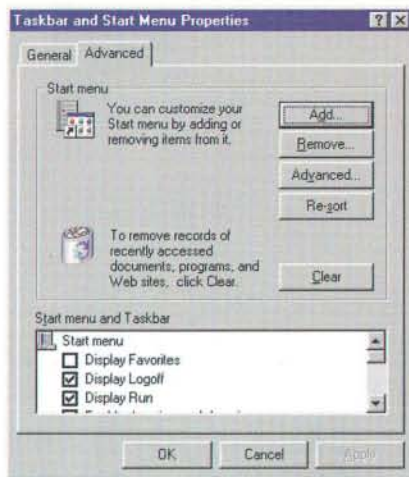 Taskbar and Start Menu Properties
General Advanced
Start menu
You can customize your
Start menu by adding or
removing items from it.
Add...
Remove...
Advanced...
Re-sort
To remove records of
recently accessed
documents, programs, and
Web sites, click Clear.
Clear
Start menu and Taskbar
Start menu
Display Favorites
Display Logoff
Display Run
OK Cancel Apply